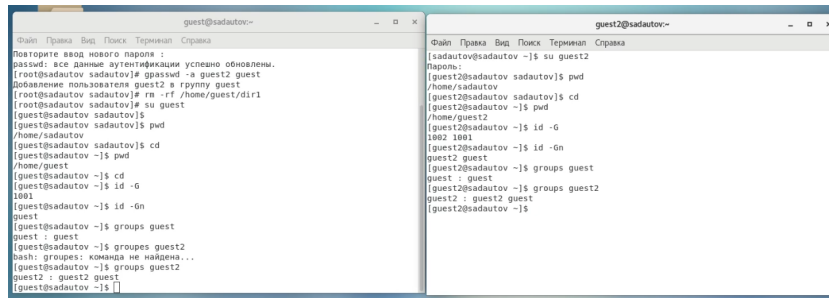 guest@sadautov:~
Файл Правка Вид Поиск Терминал Справка
Повторите ввод нового пароля :
passwd: все данные аутентификации успешно обновлены.
[root@sadautov sadautov]# gpasswd -a guest2 guest
Добавление пользователя guest2 в группу guest
[root@sadautov sadautov]# rm -rf /home/guest/dir1
[root@sadautov sadautov]# su guest
[guest@sadautov sadautov]$
[guest@sadautov sadautov]$ pwd
/home/sadautov
[guest@sadautov sadautov]$ cd
[guest@sadautov ~]$ pwd
/home/guest
[guest@sadautov ~]$ cd
[guest@sadautov ~]$ id -G
1001
[guest@sadautov ~]$ id -Gn
guest
[guest@sadautov ~]$ groups guest
guest : guest
[guest@sadautov ~]$ groupes guest2
bash: groupes: команда не найдена...
[guest@sadautov ~]$ groups guest2
guest2 : guest2 guest
[guest@sadautov ~]$
guest2@sadautov:~
Файл Правка Вид Поиск Терминал Справка
[sadautov@sadautov ~]$ su guest2
Пароль:
[guest2@sadautov sadautov]$ pwd
/home/sadautov
[guest2@sadautov sadautov]$ cd
[guest2@sadautov ~]$ pwd
/home/guest2
[guest2@sadautov ~]$ id -G
1002 1001
[guest2@sadautov ~]$ id -Gn
guest2 guest
[guest2@sadautov ~]$ groups guest
guest : guest
[guest2@sadautov ~]$ groups guest2
guest2 : guest2 guest
[guest2@sadautov ~]$